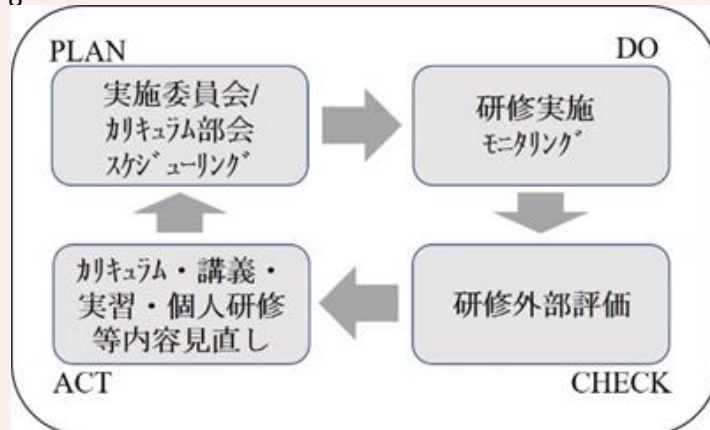 PLAN
実施委員会/
ｶﾘｷｭﾗﾑ部会
ｽｹｼﾞｭｰﾘﾝｸﾞ
DO
研修実施
ﾓﾆﾀﾘﾝｸﾞ
ｶﾘｷｭﾗﾑ・講義・
実習・個人研修
等内容見直し
ACT
研修外部評価
CHECK